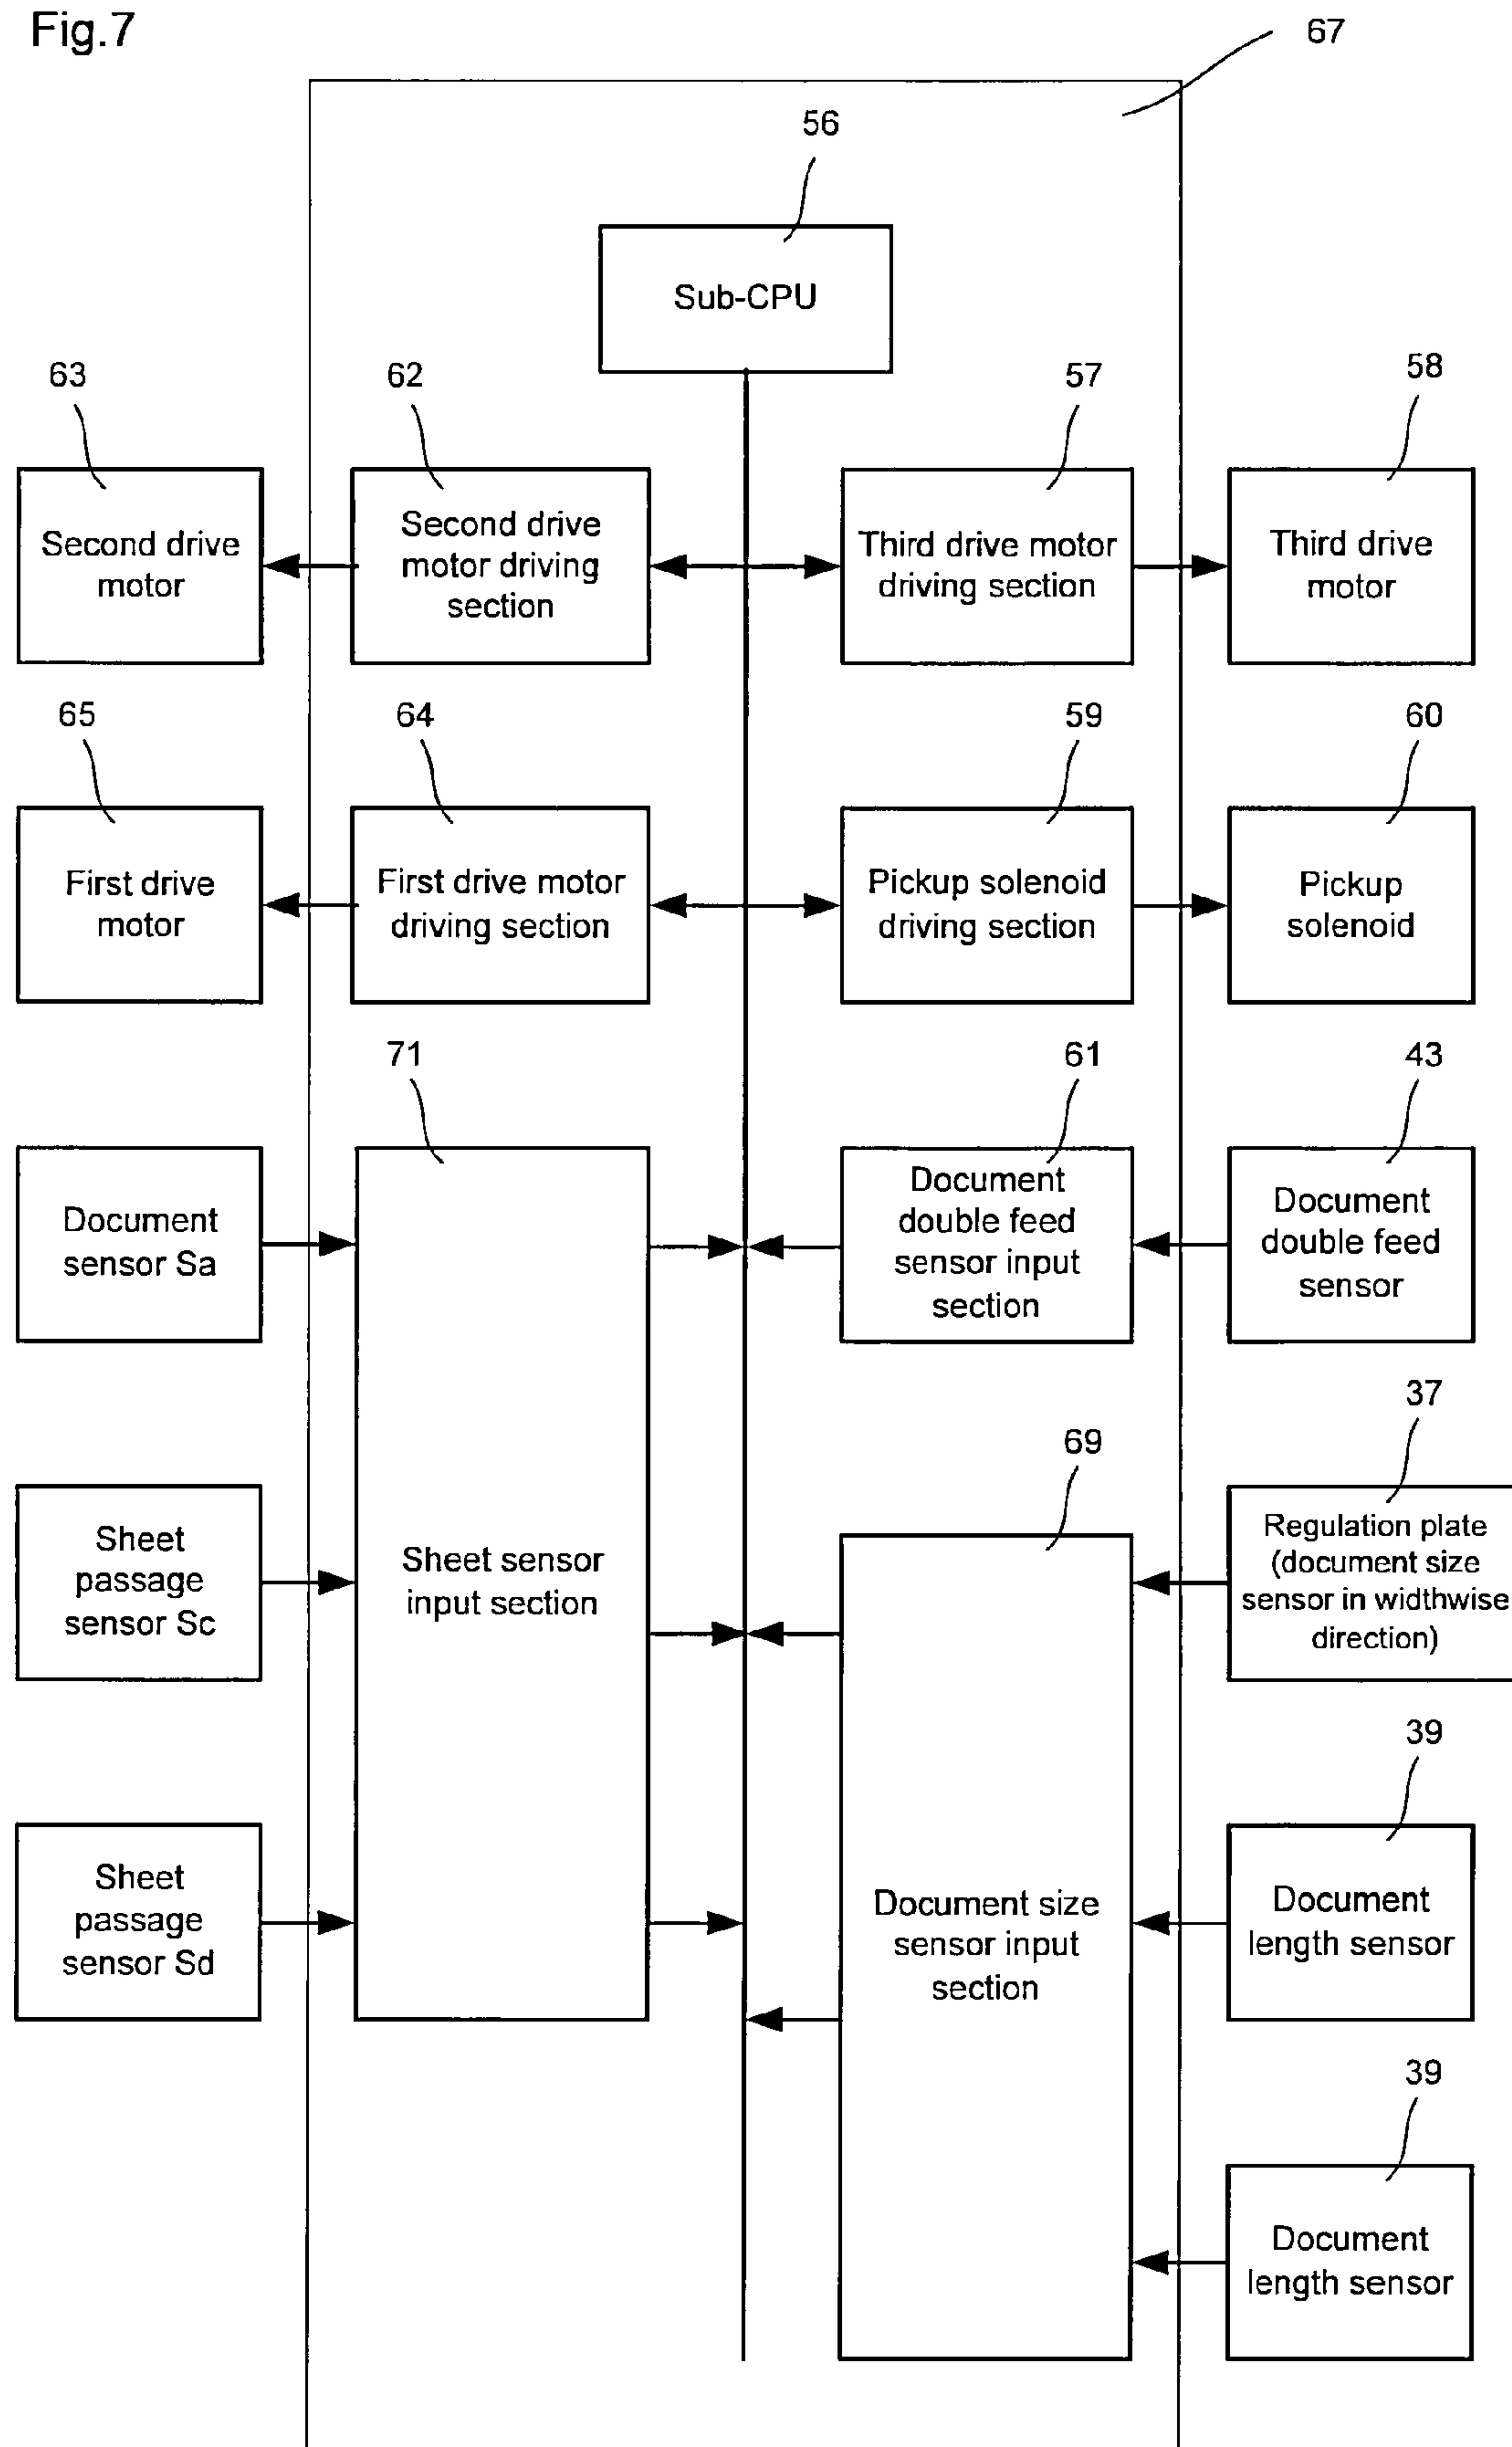 Fig.7
67
56
Sub-CPU
63
62
57
58
Second drive
motor
Second drive
motor driving
section
Third drive motor
driving section
Third drive
motor
65
64
59
60
First drive
motor
First drive motor
driving section
Pickup solenoid
driving section
Pickup
solenoid
71
61
43
Document
sensor Sa
Document
double feed
sensor input
section
Document
double feed
sensor
37
69
Sheet
passage
sensor Sc
Sheet sensor
input section
Regulation plate
(document size
sensor in widthwise
direction)
39
Sheet
passage
sensor Sd
Document size
sensor input
section
Document
length sensor
39
Document
length sensor